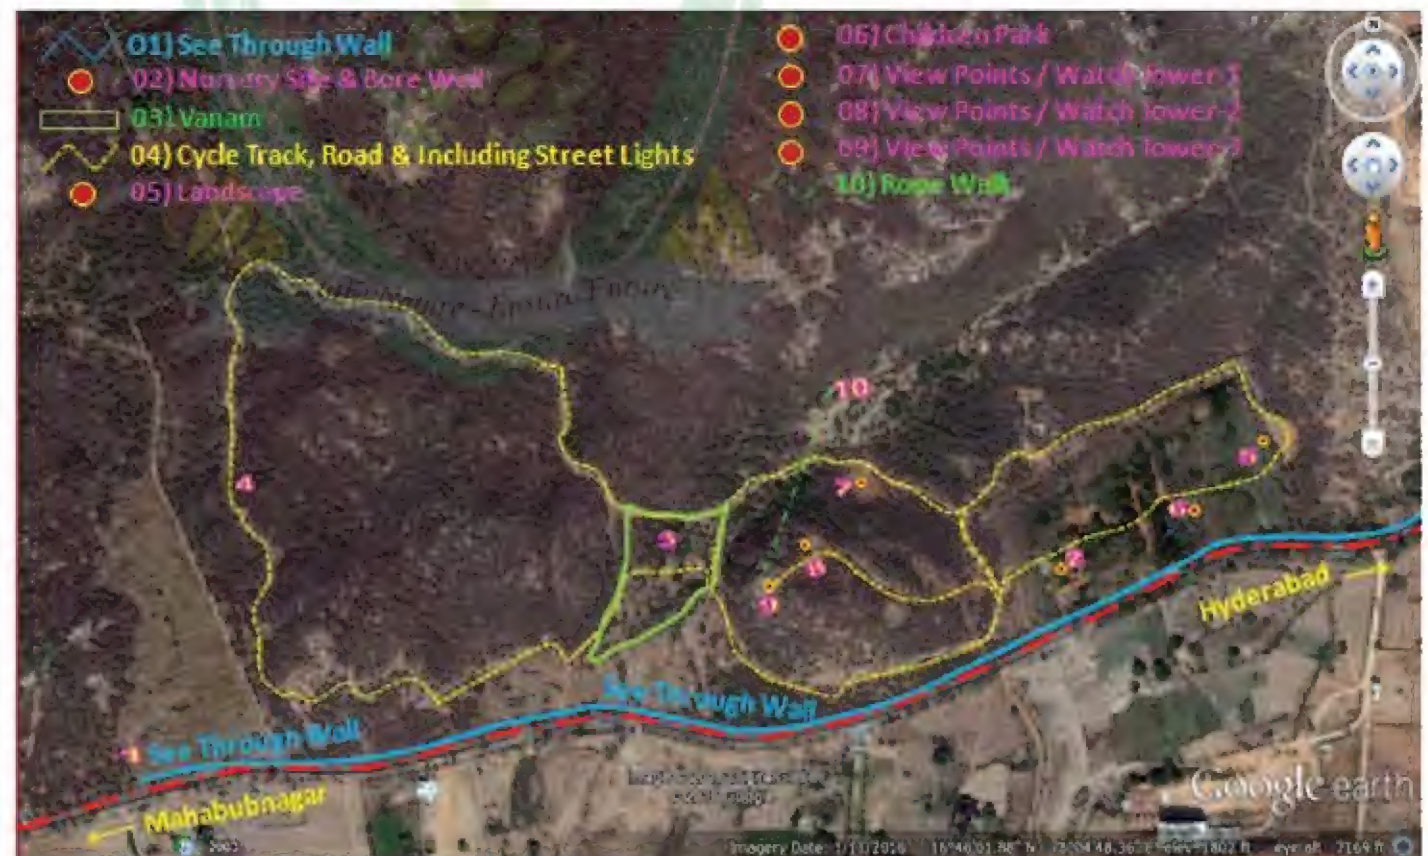 01) See Through Wall
02) Nursery Site & Bore Well
03) Vanam
04) Cycle Track, Road & Including Street Lights
05) Landscape
06) Children Park
07) View Points / Watch Tower-1
08) View Points / Watch Tower-2
09) View Points / Watch Tower-3
10) Rope Walk
N
10
4
7
5
6
3
8
2
9
Hyderabad
See Through Wall
1 See Through Wall
Mahabubnagar
Google earth
Imagery Date: